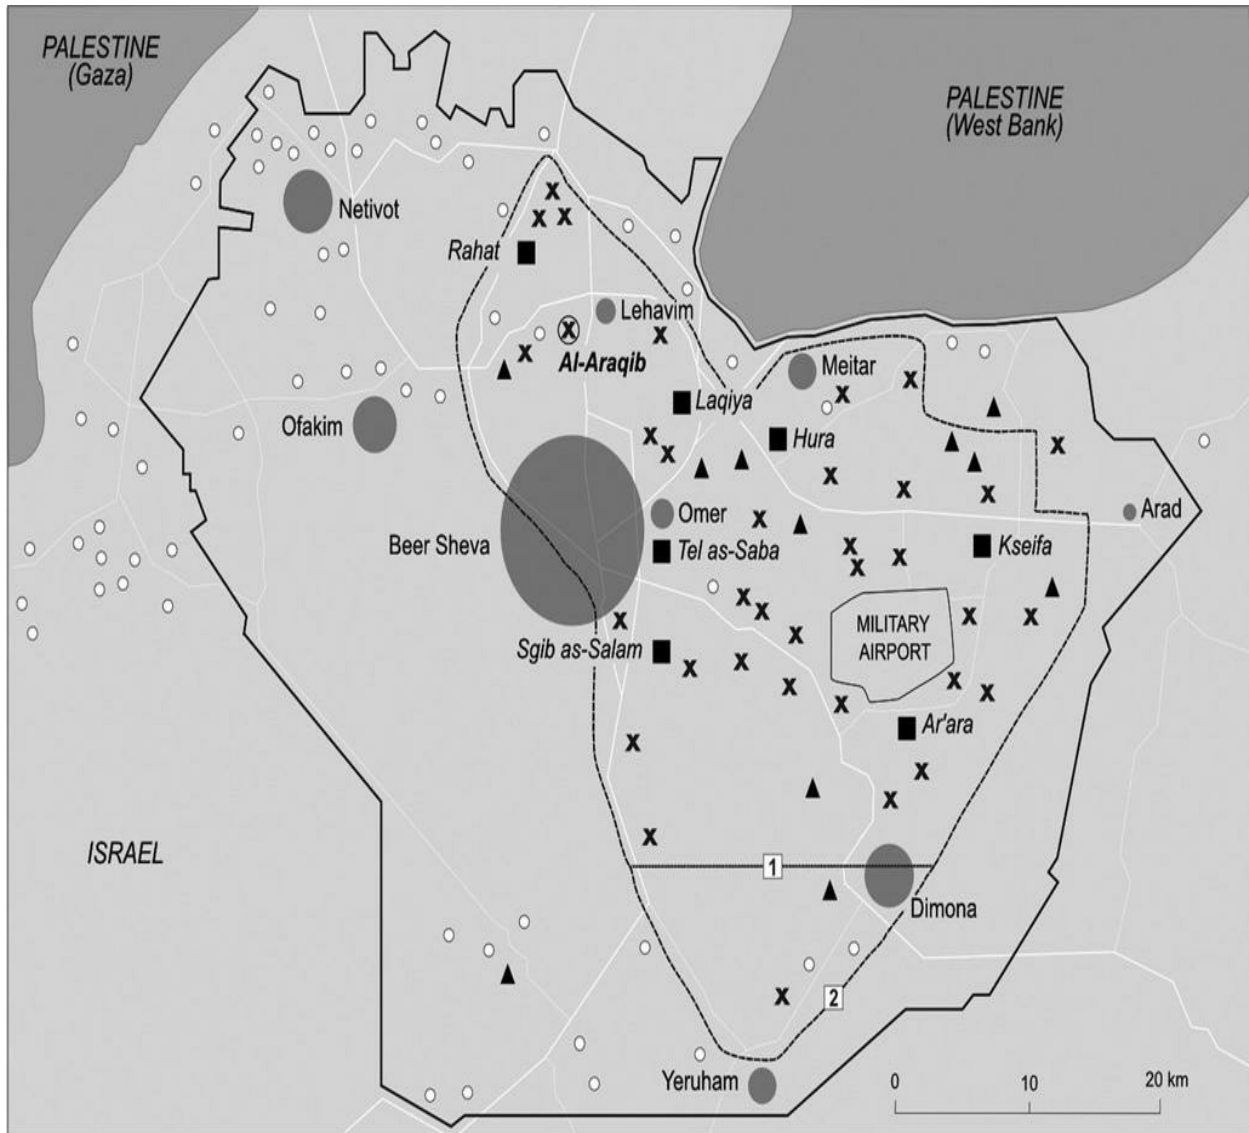 PALESTINE
(Gaza)
PALESTINE
(West Bank)
Netivot
Rahat
Lehavim
Al-Araqib
Meitar
Laqiya
Ofakim
Hura
Arad
Omer
Beer Sheva
Tel as-Saba
Kseifa
MILITARY
AIRPORT
Sgib as-Salam
Ar'ara
ISRAEL
1
Dimona
2
Yeruham
0 10 20 km